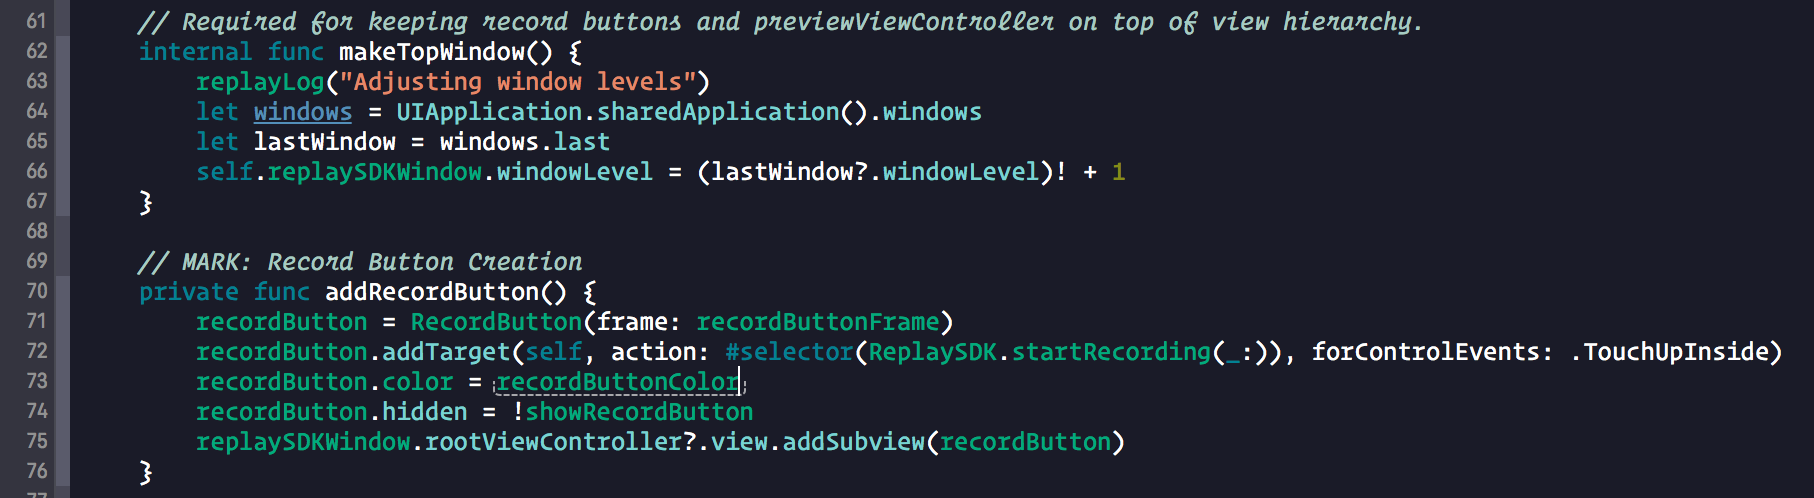 61 // Required for keeping record buttons and previewViewController on top of view hierarchy.
62 internal func makeTopWindow() {
63 replayLog("Adjusting window levels")
64 let windows = UIApplication.sharedApplication().windows
65 let lastWindow = windows.last
66 self.replaySDKWindow.windowLevel = (lastWindow?.windowLevel)! + 1
67 }
68
69 // MARK: Record Button Creation
70 private func addRecordButton() {
71 recordButton = RecordButton(frame: recordButtonFrame)
72 recordButton.addTarget(self, action: #selector(ReplaySDK.startRecording(_:)), forControlEvents: .TouchUpInside)
73 recordButton.color = recordButtonColor
74 recordButton.hidden = !showRecordButton
75 replaySDKWindow.rootViewController?.view.addSubview(recordButton)
76 }